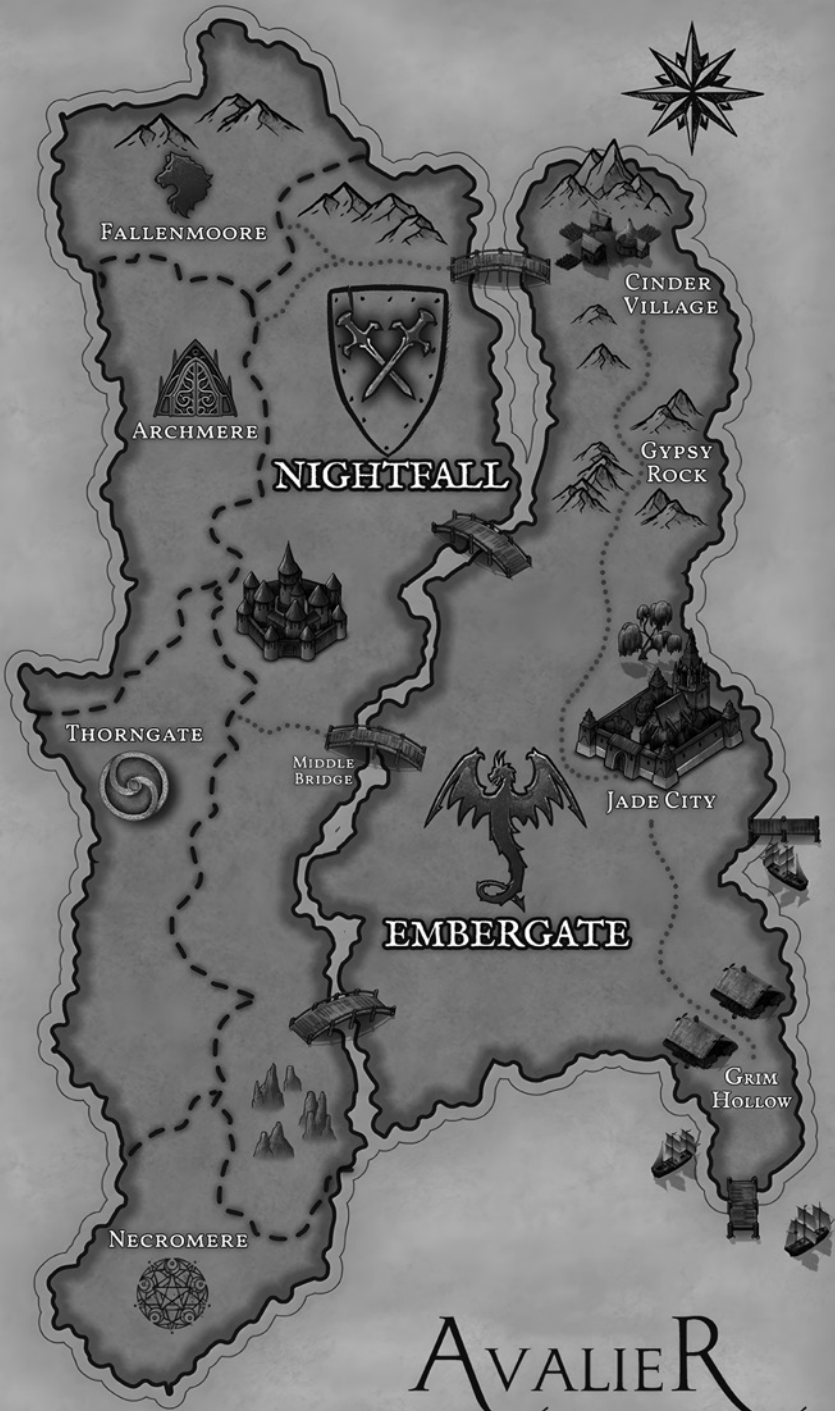 Fallenmoore
Cinder
Village
Archmere
Gypsy
Rock
NIGHTFALL
Thorngate
Middle
Bridge
Jade City
EMBERGATE
Grim
Hollow
Necromere
AvalieR